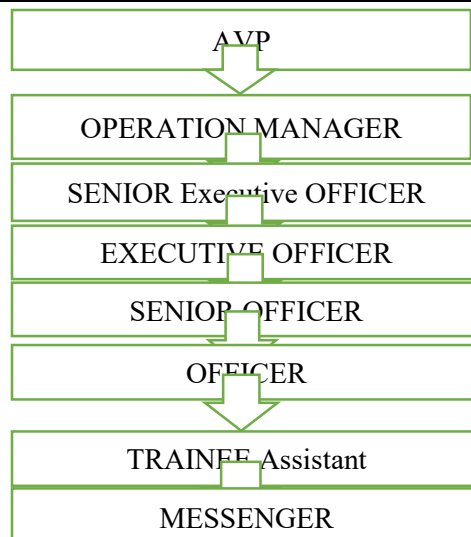 AVP
OPERATION MANAGER
SENIOR Executive OFFICER
EXECUTIVE OFFICER
SENIOR OFFICER
OFFICER
TRAINEE Assistant
MESSENGER